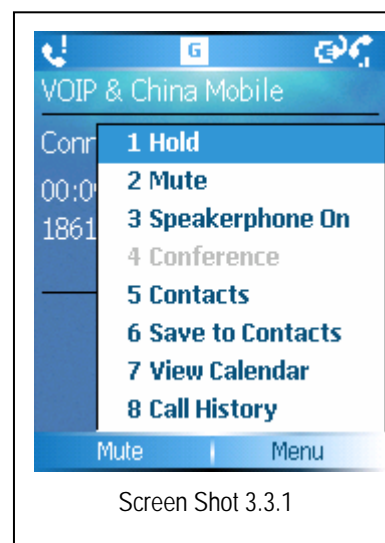 G
VOIP & China Mobile
Conn
00:0
1861
1 Hold
2 Mute
3 Speakerphone On
4 Conference
5 Contacts
6 Save to Contacts
7 View Calendar
8 Call History
Mute Menu
Screen Shot 3.3.1